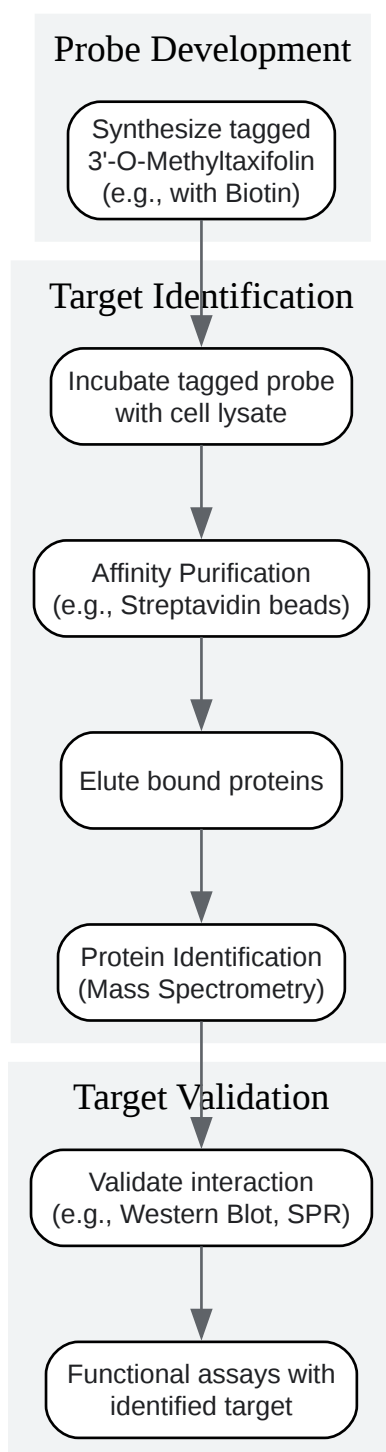 Probe Development
Synthesize tagged
3'-O-Methyltaxifolin
(e.g., with Biotin)
Target Identification
Incubate tagged probe
with cell lysate
Affinity Purification
(e.g., Streptavidin beads)
Elute bound proteins
Protein Identification
(Mass Spectrometry)
Target Validation
Validate interaction
(e.g., Western Blot, SPR)
Functional assays with
identified target